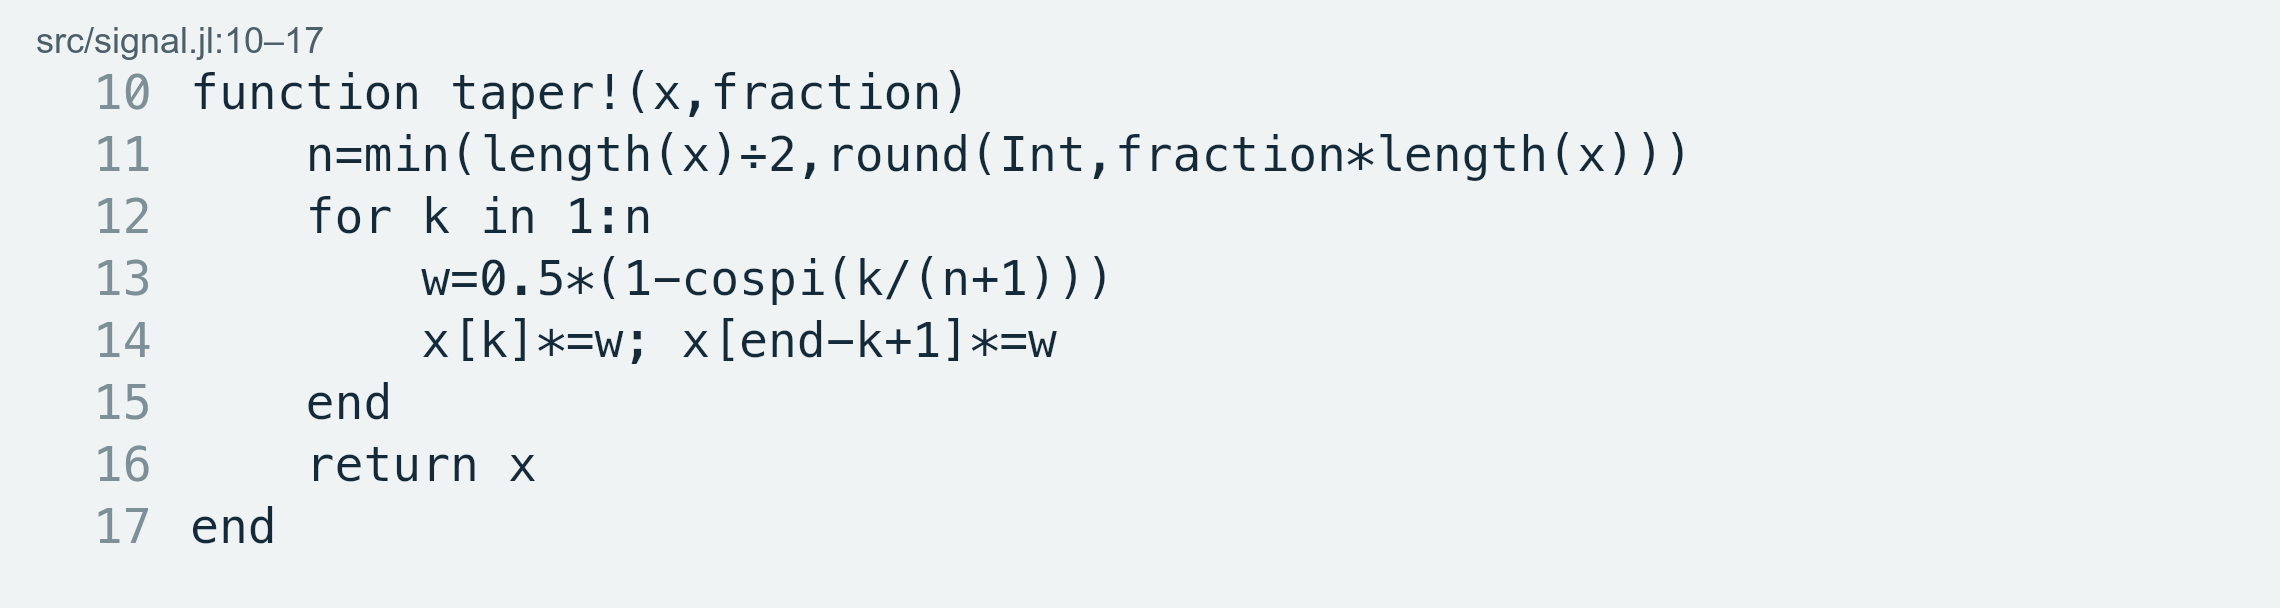 src/signal.jl:10–17
10 function taper!(x,fraction)
11     n=min(length(x)÷2,round(Int,fraction*length(x)))
12     for k in 1:n
13         w=0.5*(1-cospi(k/(n+1)))
14         x[k]*=w; x[end-k+1]*=w
15     end
16     return x
17 end